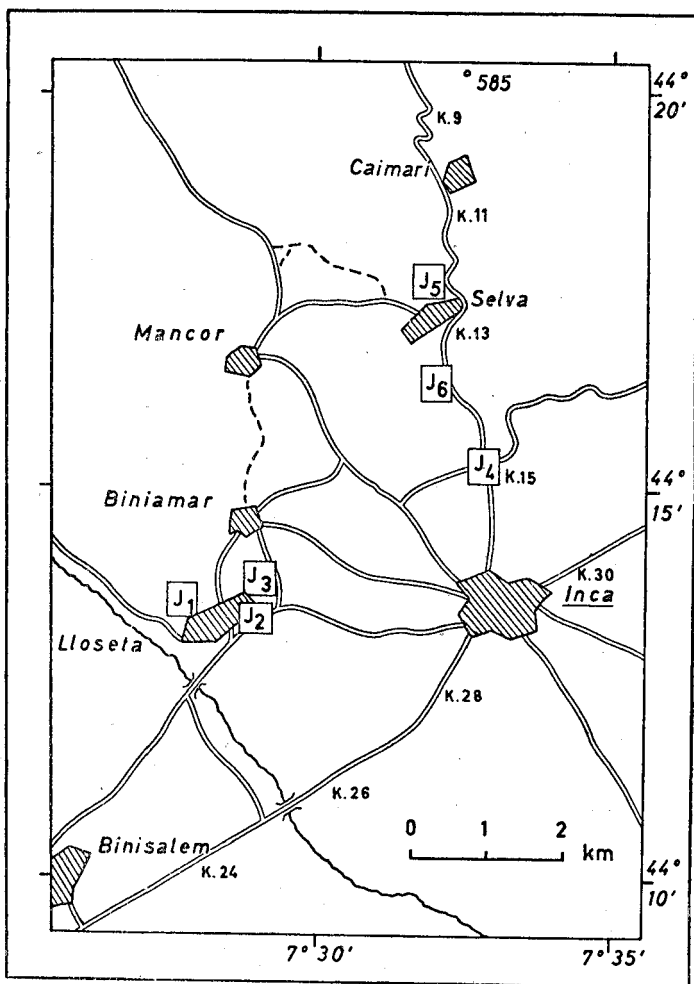 ° 585
44°
20'
K.9
Caimari
K.11
J5
Selva
K.13
Mancor
J6
J4
K.15
44°
15'
Biniamar
K.30
Inca
J3
J1
J2
Lloseta
K.28
K.26
0 1 2
km
Binisalem
K.24
44°
10'
7°30'
7°35'